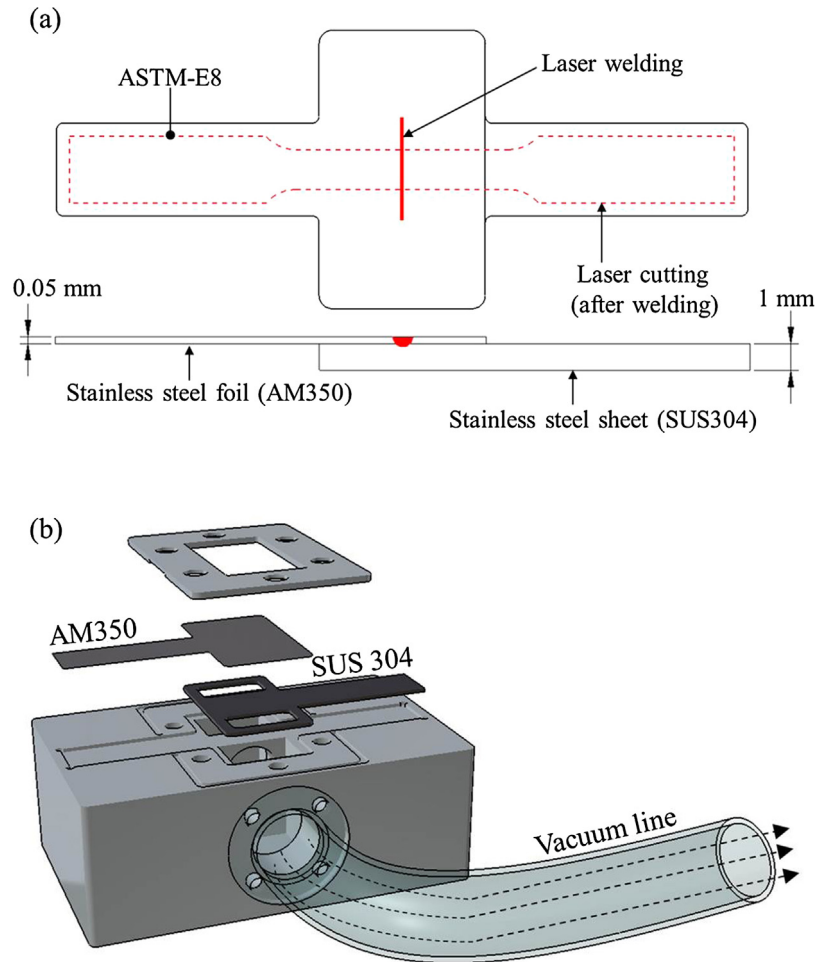 (a)
ASTM-E8
Laser welding
Laser cutting
(after welding)
0.05 mm
1 mm
Stainless steel foil (AM350)
Stainless steel sheet (SUS304)
(b)
AM350
SUS 304
Vacuum line